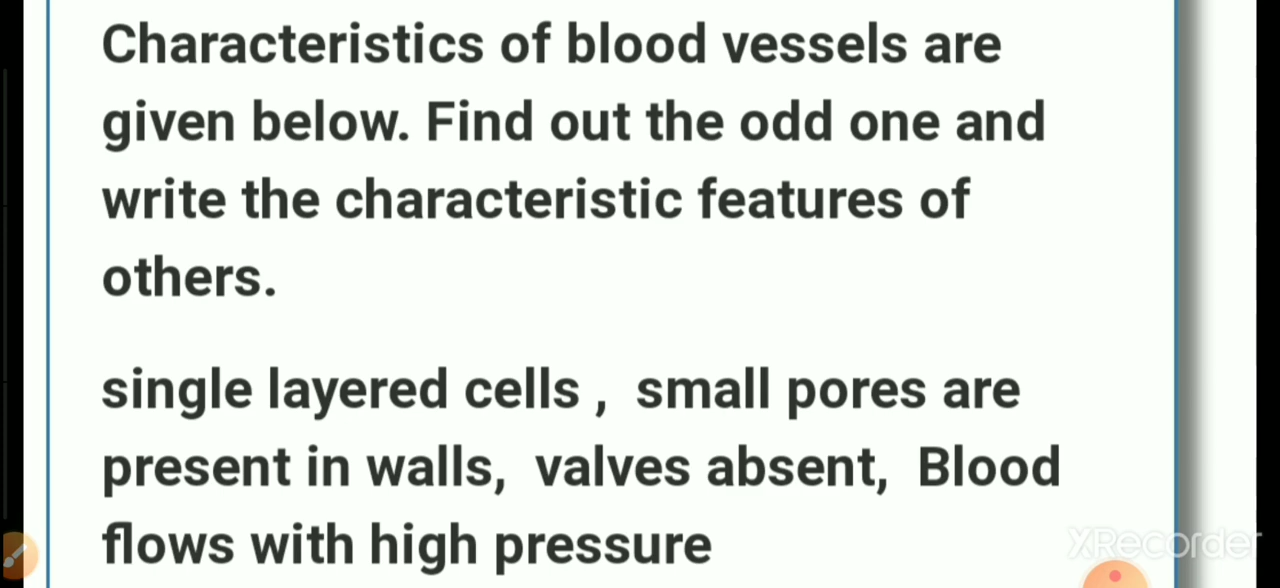 Characteristics of blood vessels are
given below. Find out the odd one and
write the characteristic features of
others.
single layered cells , small pores are
present in walls, valves absent, Blood
flows with high pressure
XRecorder